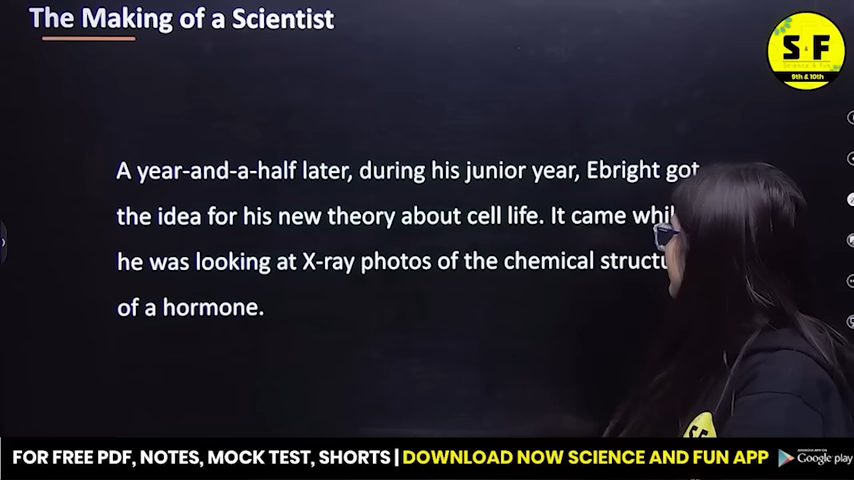 The Making of a Scientist
S & F
SCIENCE & FUN
9th & 10th
A year-and-a-half later, during his junior year, Ebright got
the idea for his new theory about cell life. It came
he was looking at X-ray photos of the chemical
of a hormone.
FOR FREE PDF, NOTES, MOCK TEST, SHORTS | DOWNLOAD NOW SCIENCE AND FUN APP
Google play